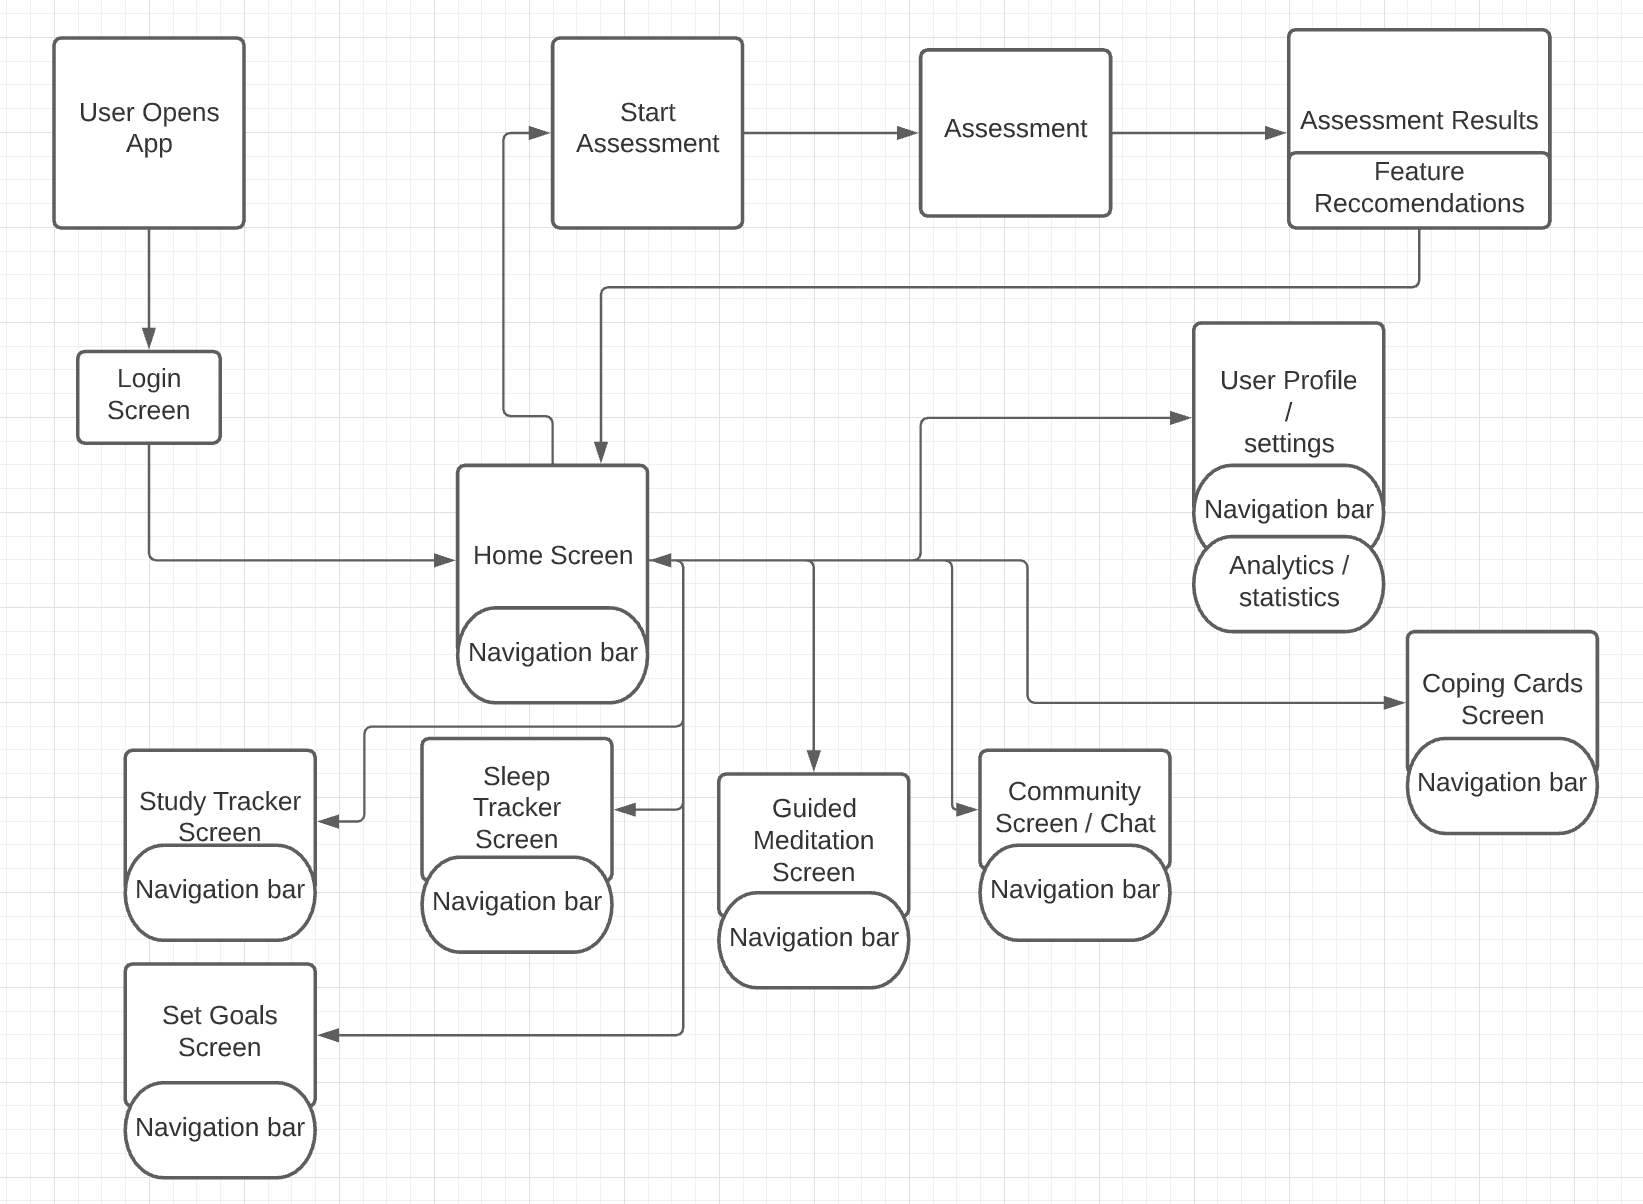 User Opens
App
Start
Assessment
Assessment
Assessment Results
Feature
Reccomendations
Login
Screen
User Profile
/
settings
Navigation bar
Analytics /
statistics
Home Screen
Navigation bar
Coping Cards
Screen
Navigation bar
Study Tracker
Screen
Navigation bar
Sleep
Tracker
Screen
Navigation bar
Guided
Meditation
Screen
Navigation bar
Community
Screen / Chat
Navigation bar
Set Goals
Screen
Navigation bar